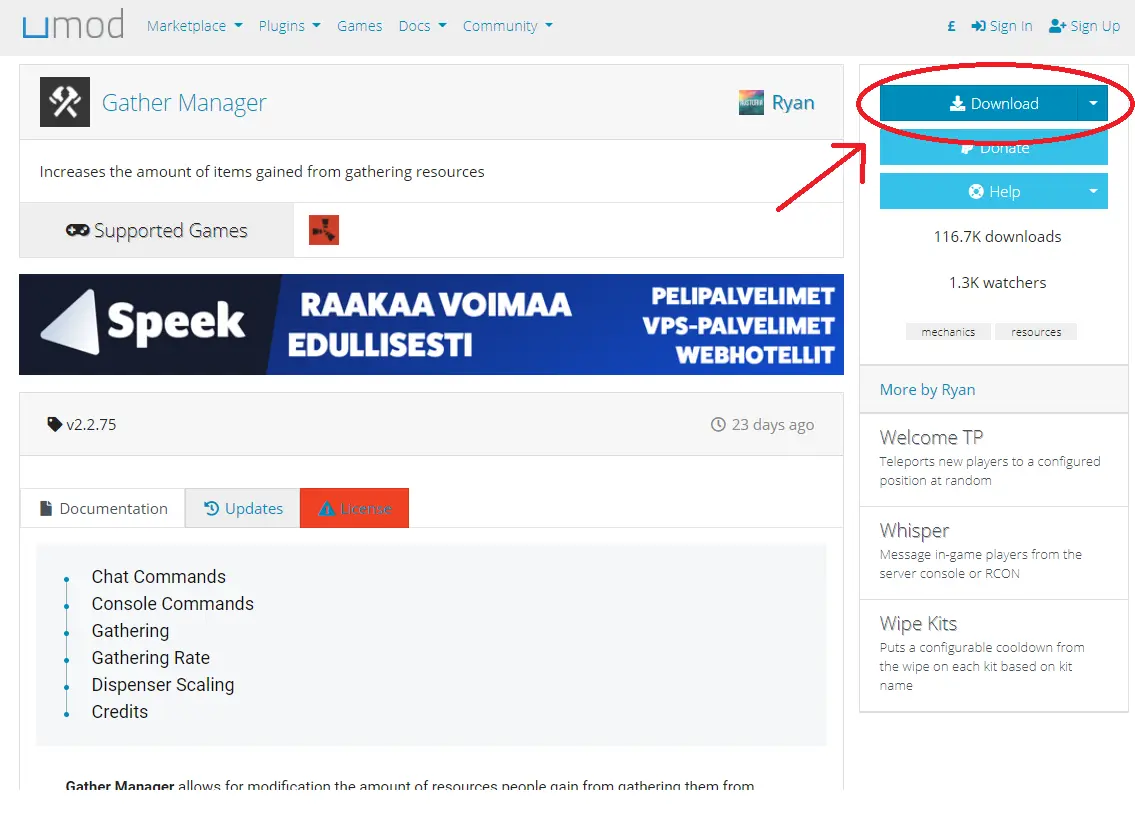 umod
Marketplace Plugins Games Docs Community
£ Sign In Sign Up
Gather Manager
Ryan
Increases the amount of items gained from gathering resources
Supported Games
Download
Donate
Help
116.7K downloads
1.3K watchers
mechanics resources
Speek
RAAKAA VOIMAA
EDULLISESTI
PELIPALVELIMET
VPS-PALVELIMET
WEBHOTELLIT
v2.2.75
23 days ago
Documentation Updates License
Chat Commands
Console Commands
Gathering
Gathering Rate
Dispenser Scaling
Credits
Gather Manager allows for modification the amount of resources people gain from gathering them from
More by Ryan
Welcome TP
Teleports new players to a configured
position at random
Whisper
Message in-game players from the
server console or RCON
Wipe Kits
Puts a configurable cooldown from
the wipe on each kit based on kit
name